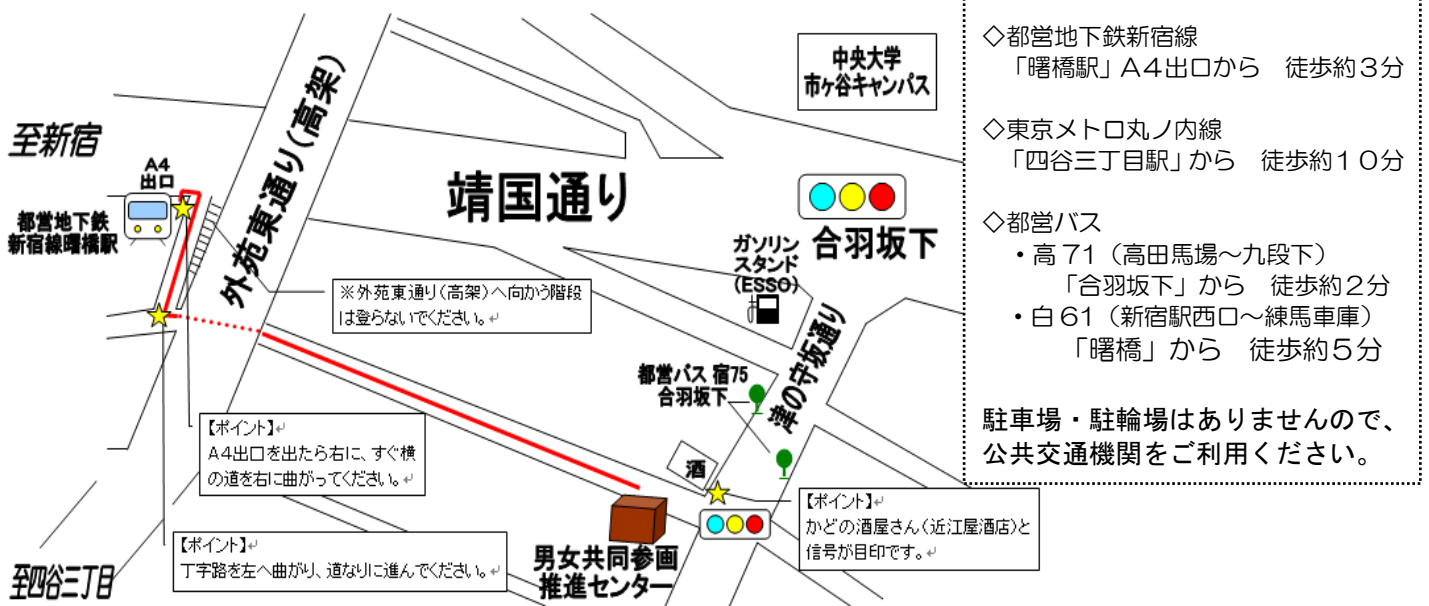 至新宿
A4
出口
都営地下鉄
新宿線曙橋駅
外苑東通り(高架)
靖国通り
中央大学
市ヶ谷キャンパス
合羽坂下
ガソリン
スタンド
(ESSO)
※外苑東通り(高架)へ向かう階段
は登らないでください。↵
津の守坂通り
都営バス 宿75
合羽坂下
【ポイント】↵
A4出口を出たら右に、すぐ横
の道を右に曲がってください。↵
酒
【ポイント】↵
かどの酒屋さん(近江屋酒店)と
信号が目印です。↵
【ポイント】↵
丁字路を左へ曲がり、道なりに進んでください。↵
男女共同参画
推進センター
至四谷三丁目
◇都営地下鉄新宿線
「曙橋駅」A4出口から 徒歩約3分
◇東京メトロ丸ノ内線
「四谷三丁目駅」から 徒歩約10分
◇都営バス
・高71(高田馬場~九段下)
「合羽坂下」から 徒歩約2分
・白61(新宿駅西口~練馬車庫)
「曙橋」から 徒歩約5分
駐車場・駐輪場はありませんので、
公共交通機関をご利用ください。